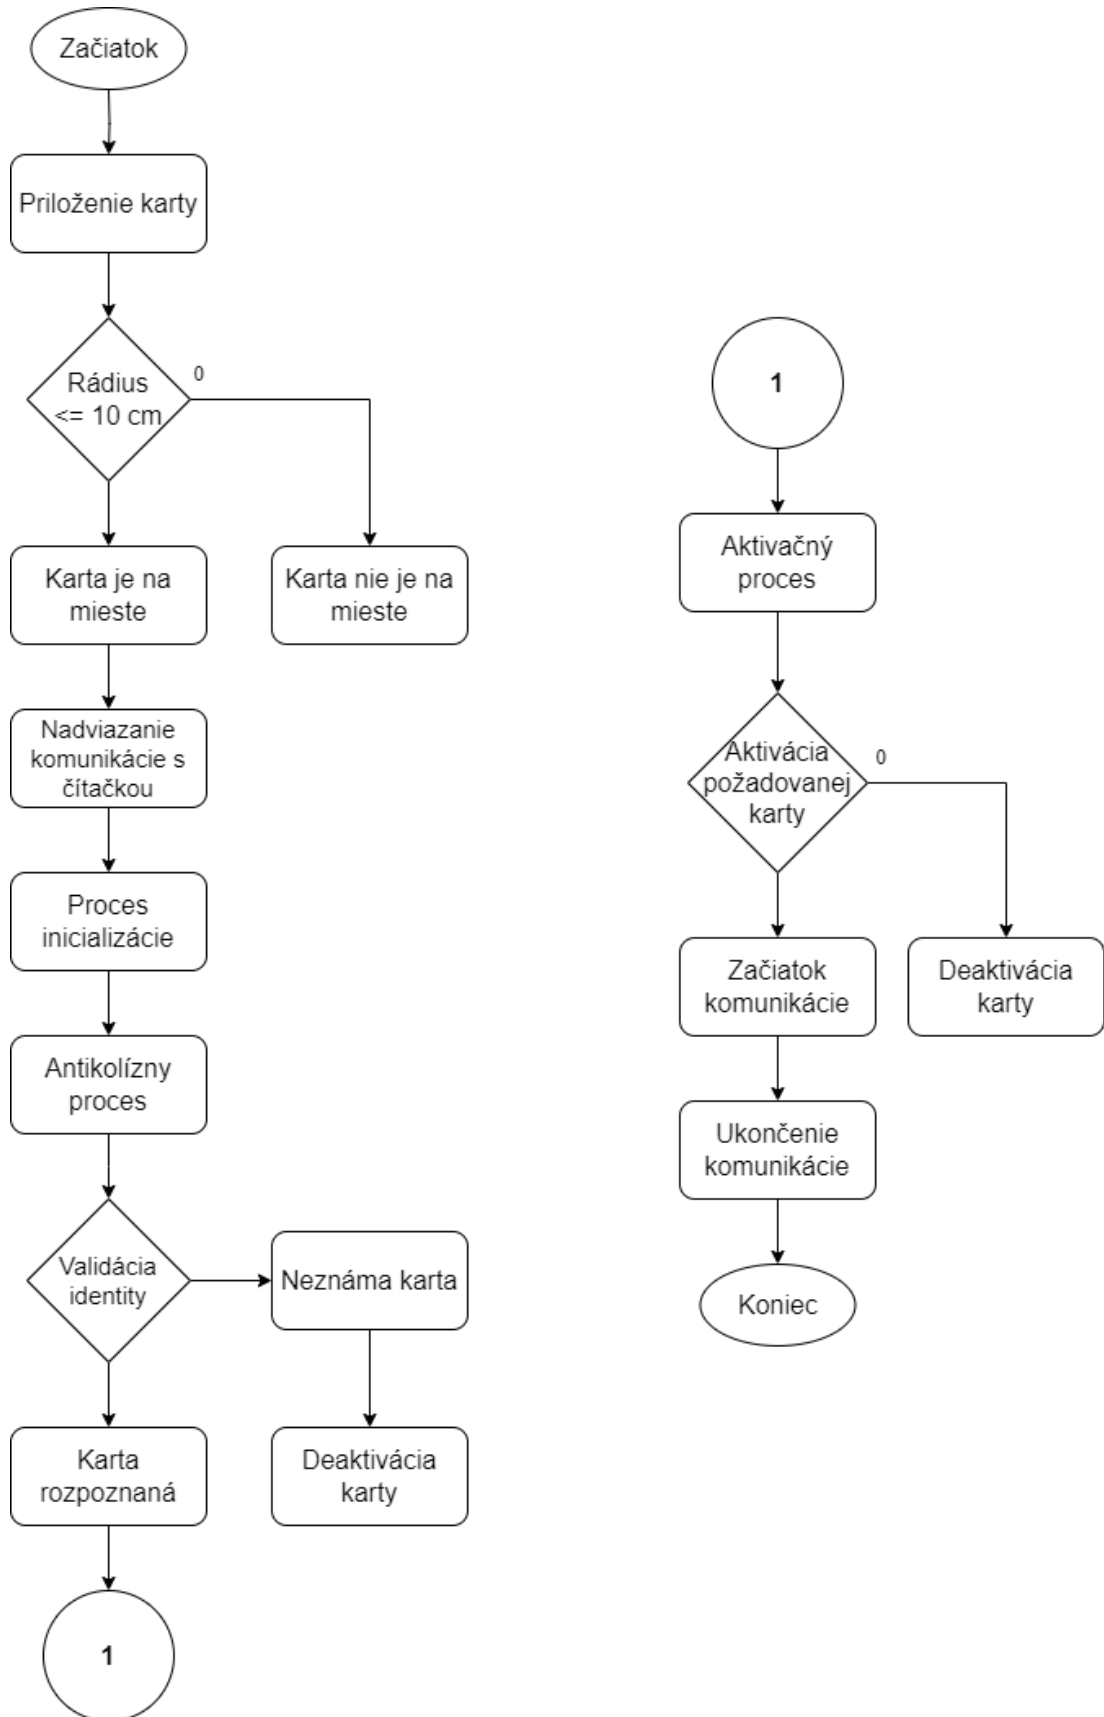 Začiatok
Priloženie karty
Rádius
<= 10 cm
0
Karta je na
mieste
Karta nie je na
mieste
Nadviazanie
komunikácie s
čítačkou
Proces
inicializácie
Antikolízny
proces
Validácia
identity
Neznáma karta
Karta
rozpoznaná
Deaktivácia
karty
1
1
Aktivačný
proces
Aktivácia
požadovanej
karty
0
Začiatok
komunikácie
Deaktivácia
karty
Ukončenie
komunikácie
Koniec